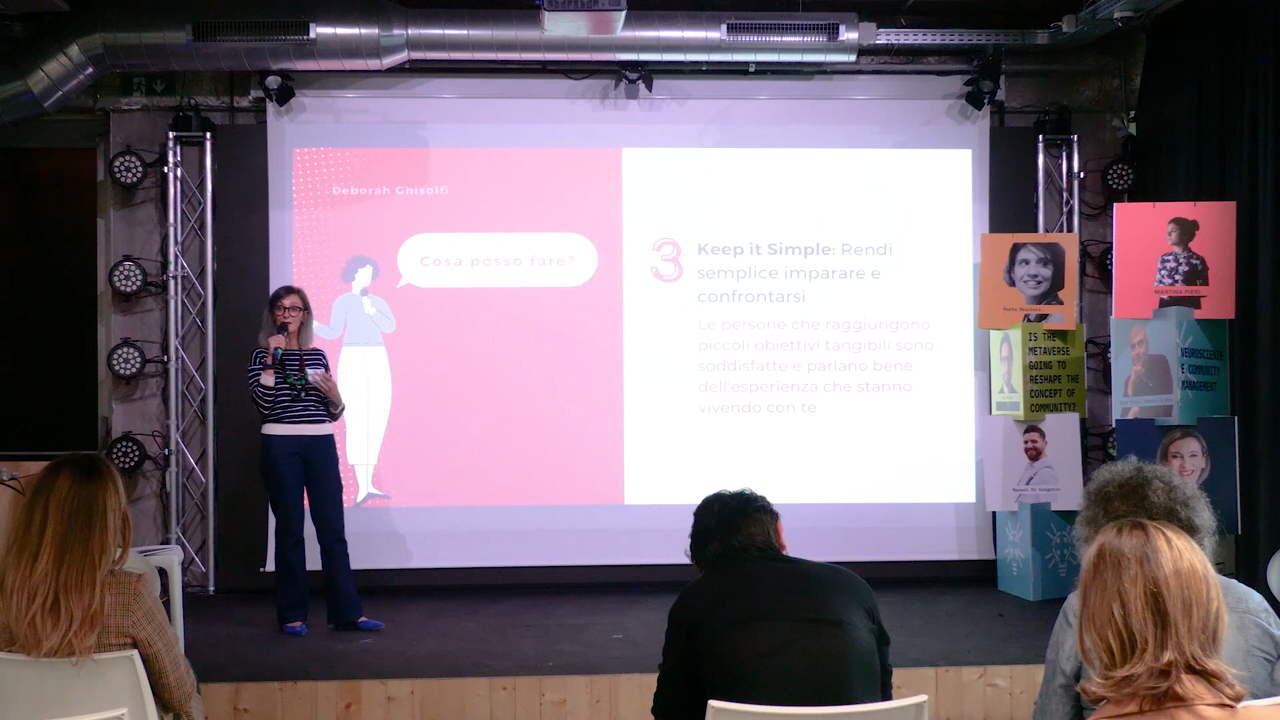 Deborah Ghisolfi
Cosa posso fare?
3
Keep it Simple: Rendi
semplice imparare e
confrontarsi
Le persone che raggiungono
piccoli obiettivi tangibili sono
soddisfatte e parlano bene
dell'esperienza che stanno
vivendo con te
MARTINA PIERI
IS THE
METAVERSE
GOING TO
RESHAPE THE
CONCEPT OF
COMMUNITY?
NEUROSCIENZE
E COMMUNITY
MANAGEMENT